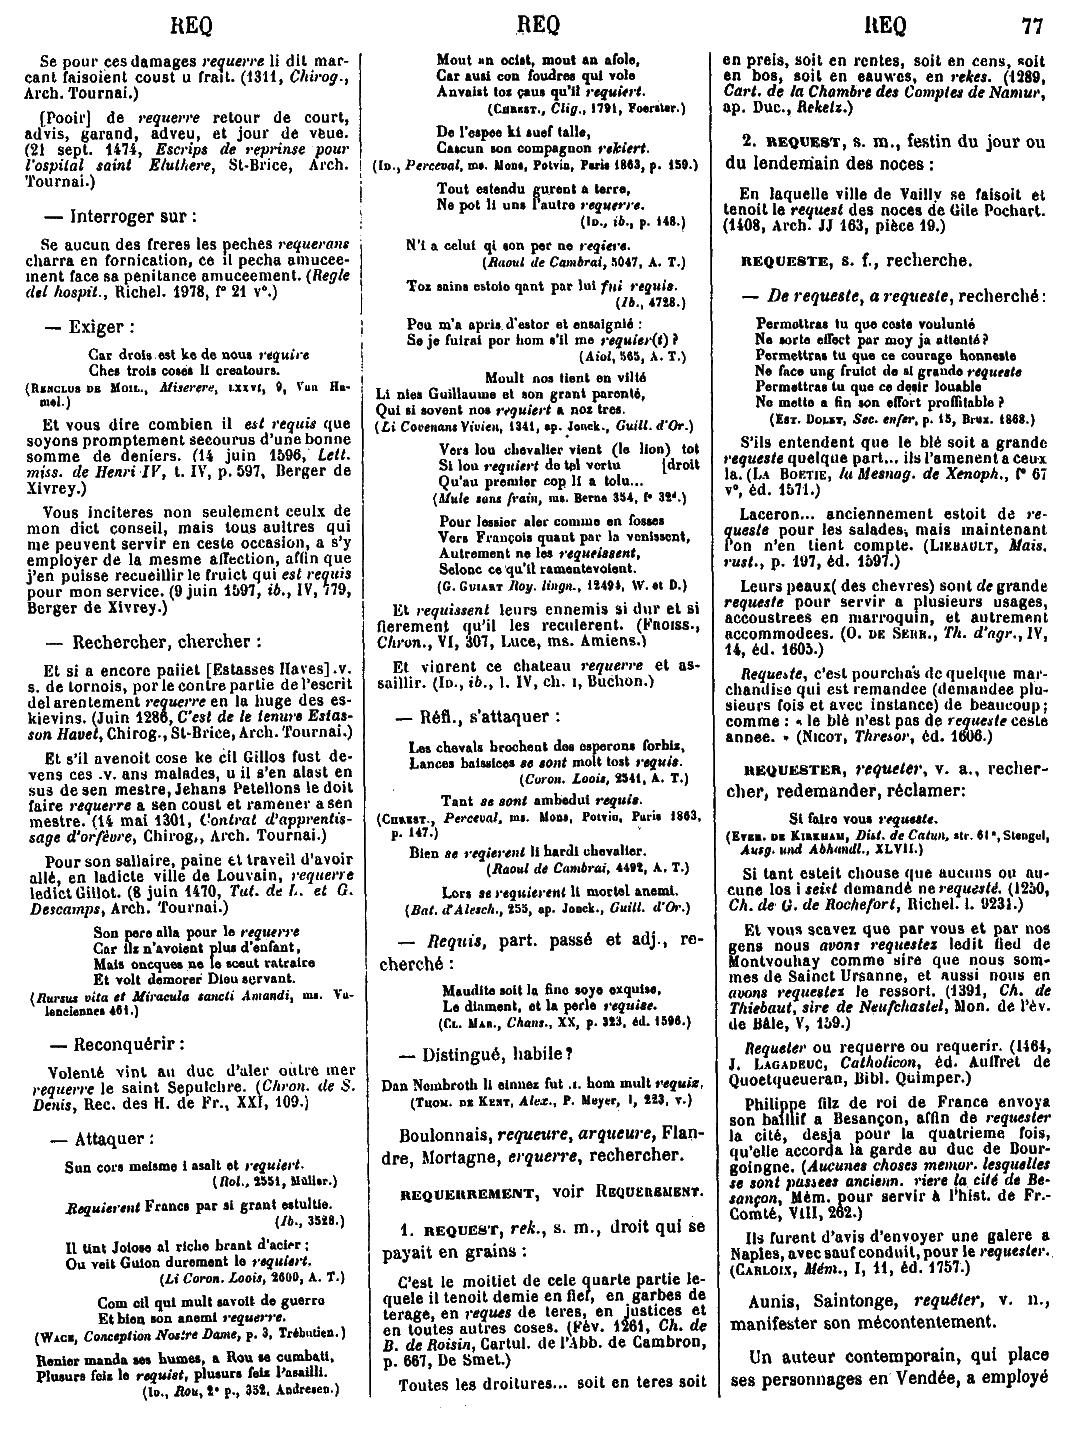 REQ
REQ
REQ 77
Se pour ces damages requerre li dit mar-
cant faisoient coust u frait. (1311, Chirog.,
Arch. Tournai.)
[Pooir] de requerre retour de court,
advis, garand, adveu, et jour de veue.
(21 sept. 1474, Escrips de reprinse pour
l'ospital saint Eluthere, St-Brice, Arch.
Tournai.)
— Interroger sur :
Se aucun des freres les peches requerans
charra en fornication, ce il pecha amucee-
ment face sa penitance amuceement. (Regle
del hospit., Richel. 1978, f° 21 v°.)
— Exiger :
Car drois est ke de nous require
Ches trois coses li creatours.
(Renclus de Moil., Miserere, lxxvi, 9, Van Ha-
mel.)
Et vous dire combien il est requis que
soyons promptement secourus d'une bonne
somme de deniers. (14 juin 1596, Lett.
miss. de Henri IV, t. IV, p. 597, Berger de
Xivrey.)
Vous inciteres non seulement ceulx de
mon dict conseil, mais tous aultres qui
me peuvent servir en ceste occasion, a s'y
employer de la mesme affection, affin que
j'en puisse recueillir le fruict qui est requis
pour mon service. (9 juin 1597, ib., IV, 779,
Berger de Xivrey.)
— Rechercher, chercher :
Et si a encore paiiet [Estasses Haves] .v.
s. de tornois, por le contre partie de l'escrit
del arentement requerre en la huge des es-
kievins. (Juin 1286, C'est de le tenure Estas-
son Havel, Chirog., St-Brice, Arch. Tournai.)
Et s'il avenoit cose ke cil Gillos fust de-
vens ces .v. ans malades, u il s'en alast en
sus de sen mestre, Jehans Petellons le doit
faire requerre a sen coust et ramener a sen
mestre. (14 mai 1301, Contrat d'apprentis-
sage d'orfèvre, Chirog., Arch. Tournai.)
Pour son sallaire, paine et traveil d'avoir
allé, en ladicte ville de Louvain, requerre
ledict Gillot. (8 juin 1470, Tut. de L. et G.
Descamps, Arch. Tournai.)
Son pere alla pour le requerre
Car ilz n'avoient plus d'enfant,
Mais oncques ne le sceut ratraire
Et volt demorer Dieu servant.
(Rursus vita et Miracula sancti Amandi, ms. Va-
lenciennes 461.)
— Reconquérir :
Volenté vint au duc d'aler outre mer
requerre le saint Sepulchre. (Chron. de S.
Denis, Rec. des H. de Fr., XXI, 109.)
— Attaquer :
Sun cors meisme i asalt et requiert.
(Rol., 2551, Müller.)
Requierent Francs par si grant estultie.
(Ib., 3528.)
Il tint Joiose al riche brant d'acier ;
Ou veit Guion durement le requiert.
(Li Coron. Loois, 2600, A. T.)
Com cil qui mult savoit de guerre
Et bien son anemi requerre.
(Wace, Conception Nostre Dame, p. 3, Trébutien.)
Renier manda ses humes, a Rou se cumbati,
Plusurs feiz le requist, plusurs feiz l'asailli.
(Id., Rou, 2e p., 352, Andresen.)
Mout an ocist, mout an afole,
Car ausi con foudres qui vole
Anvaist toz çaus qu'il requiert.
(Chrest., Clig., 1791, Foerster.)
De l'espee ki suef talle,
Cascun son compagnon rekiert.
(Id., Perceval, ms. Mons, Potvin, Paris 1863, p. 159.)
Tout estendu gurent a terre,
Ne pot li uns l'autre requerre.
(Id., ib., p. 148.)
N'i a celui qi son per ne reqiere.
(Raoul de Cambrai, 5047, A. T.)
Toz sains estoie qant par lui fui requis.
(Ib., 4728.)
Peu m'a apris d'estor et ensaignié :
Se je fuirai por hom s'il me requier(t) ?
(Aiol, 565, A. T.)
Moult nos tient en vilté
Li nies Guillaume et son grant parenté,
Qui si sovent nos requiert a noz tres.
(Li Covenans Vivien, 1341, ap. Jonck., Guill. d'Or.)
Vers lou chevalier vient (le lion) tot
Si lou requiert de tel vertu [droit
Qu'au premier cop li a tolu...
(Mule sans frain, ms. Berne 354, f° 32d.)
Pour lessier aler comme en fosses
Vers François quant par la venissent,
Autrement ne les requeissent,
Selonc ce qu'il ramentevoient.
(G. Guiart Roy. lingn., 12494, W. et D.)
Et requissent leurs ennemis si dur et si
fierement qu'il les reculerent. (Froiss.,
Chron., VI, 307, Luce, ms. Amiens.)
Et vinrent ce chateau requerre et as-
saillir. (Id., ib., l. IV, ch. i, Buchon.)
— Réfl., s'attaquer :
Les chevals brochent des esperons forbiz,
Lances baissices se sont molt tost requis.
(Coron. Loois, 2541, A. T.)
Tant se sont ambedui requis.
(Chrest., Perceval, ms. Mons, Potvin, Paris 1863,
p. 147.)
Bien se reqierent li hardi chevalier.
(Raoul de Cambrai, 4492, A. T.)
Lors se requierent li mortel anemi.
(Bat. d'Alesch., 255, ap. Jonck., Guill. d'Or.)
— Requis, part. passé et adj., re-
cherché :
Maudite soit la fine soye exquise,
Le diament, et la perle requise.
(Cl. Mar., Chans., XX, p. 323, éd. 1596.)
— Distingué, habile ?
Dan Nembroth li einnez fut .i. hom mult requiz.
(Thom. de Kent, Alex., P. Meyer, I, 223, v.)
Boulonnais, requeure, arqueure, Flan-
dre, Mortagne, erquerre, rechercher.
REQUERREMENT, voir Requerement.
1. REQUEST, rek., s. m., droit qui se
payait en grains :
C'est le moitiet de cele quarte partie le-
quele il tenoit demie en fief, en garbes de
terage, en reques de teres, en justices et
en toutes autres coses. (Fév. 1261, Ch. de
B. de Roisin, Cartul. de l'Abb. de Cambron,
p. 667, De Smet.)
Toutes les droitures... soit en teres soit
en preis, soit en rentes, soit en cens, soit
en bos, soit en eauwes, en rekes. (1289,
Cart. de la Chambre des Comptes de Namur,
ap. Duc., Rekelz.)
2. REQUEST, s. m., festin du jour ou
du lendemain des noces :
En laquelle ville de Vailly se faisoit et
tenoit le request des noces de Gile Pochart.
(1408, Arch. JJ 163, pièce 19.)
REQUESTE, s. f., recherche.
— De requeste, a requeste, recherché :
Permettras tu que ceste voulunté
Ne sorte effect par moy ja attenté ?
Permettras tu que ce courage honneste
Ne face ung fruict de si grande requeste
Permettras tu que ce desir louable
Ne mette a fin son effort proffitable ?
(Est. Dolet, Sec. enfer, p. 15, Brux. 1868.)
S'ils entendent que le blé soit a grande
requeste quelque part... ils l'amenent a ceux
la. (La Boetie, la Mesnag. de Xenoph., f° 67
v°, éd. 1571.)
Laceron... anciennement estoit de re-
queste pour les salades, mais maintenant
l'on n'en tient compte. (Liebault, Mais.
rust., p. 197, éd. 1597.)
Leurs peaux( des chevres) sont de grande
requeste pour servir a plusieurs usages,
accoustrees en marroquin, et autrement
accommodees. (O. de Serr., Th. d'agr., IV,
14, éd. 1605.)
Requeste, c'est pourchas de quelque mar-
chandise qui est remandee (demandee plu-
sieurs fois et avec instance) de beaucoup ;
comme : « le blé n'est pas de requeste ceste
annee. » (Nicot, Thresor, éd. 1606.)
REQUESTER, requeter, v. a., recher-
cher, redemander, réclamer :
Si faire vous requeste.
(Ever. de Kirkham, Dist. de Catun, str. 61e, Stengel,
Ausg. und Abhandl., XLVII.)
Si tant esteit chouse que aucuns ou au-
cune los i seist demandé ne requesté. (1250,
Ch. de G. de Rochefort, Richel. l. 9231.)
Et vous scavez que par vous et par nos
gens nous avons requestez ledit fied de
Montvouhay comme sire que nous som-
mes de Sainct Ursanne, et aussi nous en
avons requestez le ressort. (1391, Ch. de
Thiebaut, sire de Neufchastel, Mon. de l'év.
de Bâle, V, 159.)
Requeter ou requerre ou requerir. (1464,
J. Lagadeuc, Catholicon, éd. Auffret de
Quoetqueueran, Bibl. Quimper.)
Philippe filz de roi de France envoya
son baillif a Besançon, affin de requester
la cité, desja pour la quatrieme fois,
qu'elle accorda la garde au duc de Bour-
goingne. (Aucunes choses memor. lesquelles
se sont passees ancienn. riere la cité de Be-
sançon, Mém. pour servir à l'hist. de Fr.-
Comté, VIII, 262.)
Ils furent d'avis d'envoyer une galere a
Naples, avec sauf conduit, pour le requester.
(Carloix, Mém., I, 11, éd. 1757.)
Aunis, Saintonge, requéter, v. n.,
manifester son mécontentement.
Un auteur contemporain, qui place
ses personnages en Vendée, a employé